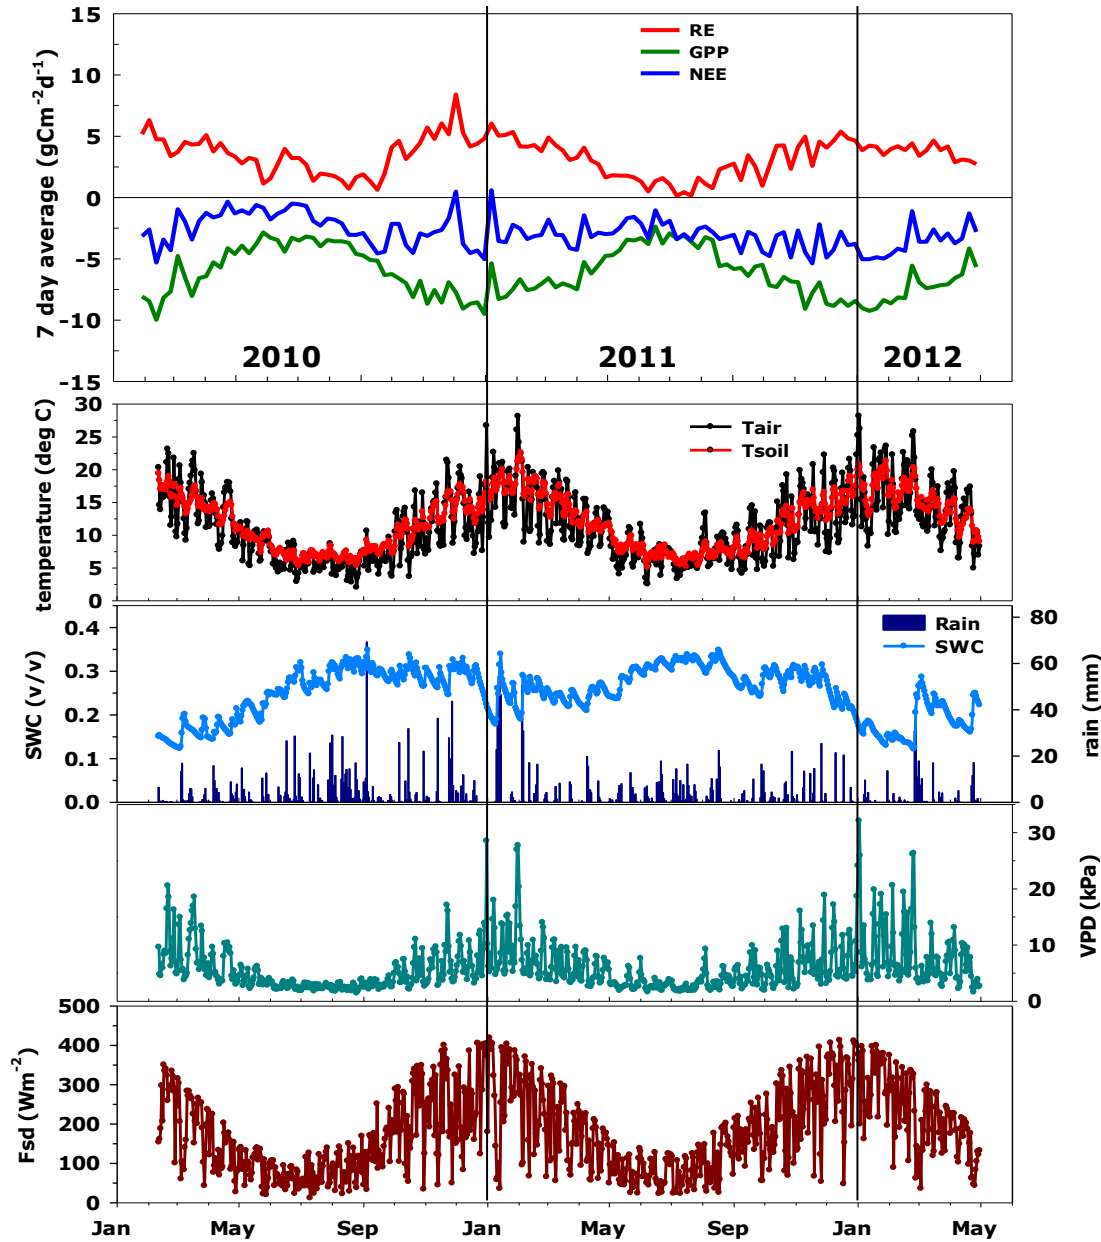 15
10
5
0
-5
-10
-15
7 day average (gCm⁻²d⁻¹)
RE
GPP
NEE
2010
2011
2012
30
25
20
15
10
5
0
temperature (deg C)
Tair
Tsoil
0.4
0.3
0.2
0.1
0.0
SWC (v/v)
Rain
SWC
80
60
40
20
0
rain (mm)
30
20
10
0
VPD (kPa)
500
400
300
200
100
0
Fsd (Wm⁻²)
Jan May Sep Jan May Sep Jan May